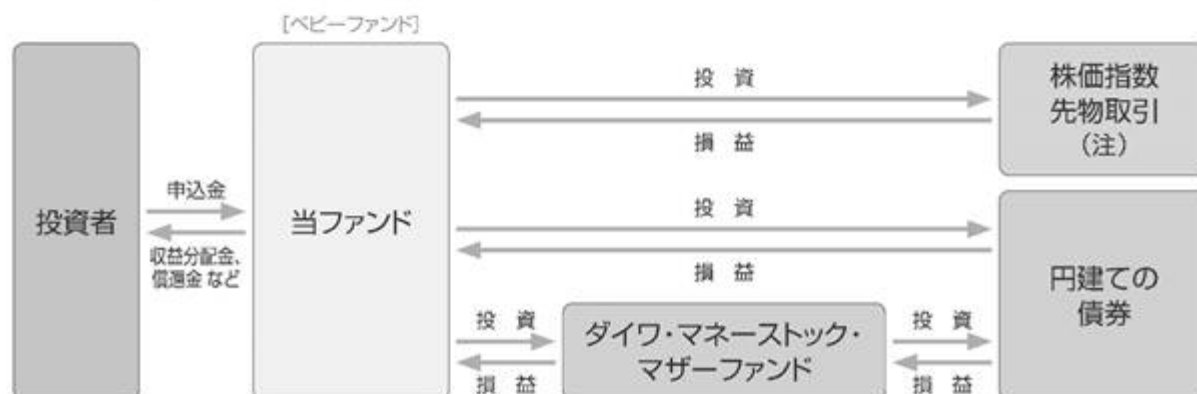 [ベビーファンド]
投資者
申込金
収益分配金、
償還金 など
当ファンド
投 資
損 益
株価指数
先物取引
(注)
投 資
損 益
円建ての
債券
投 資
損 益
ダイワ・マネーストック・
マザーファンド
投 資
損 益